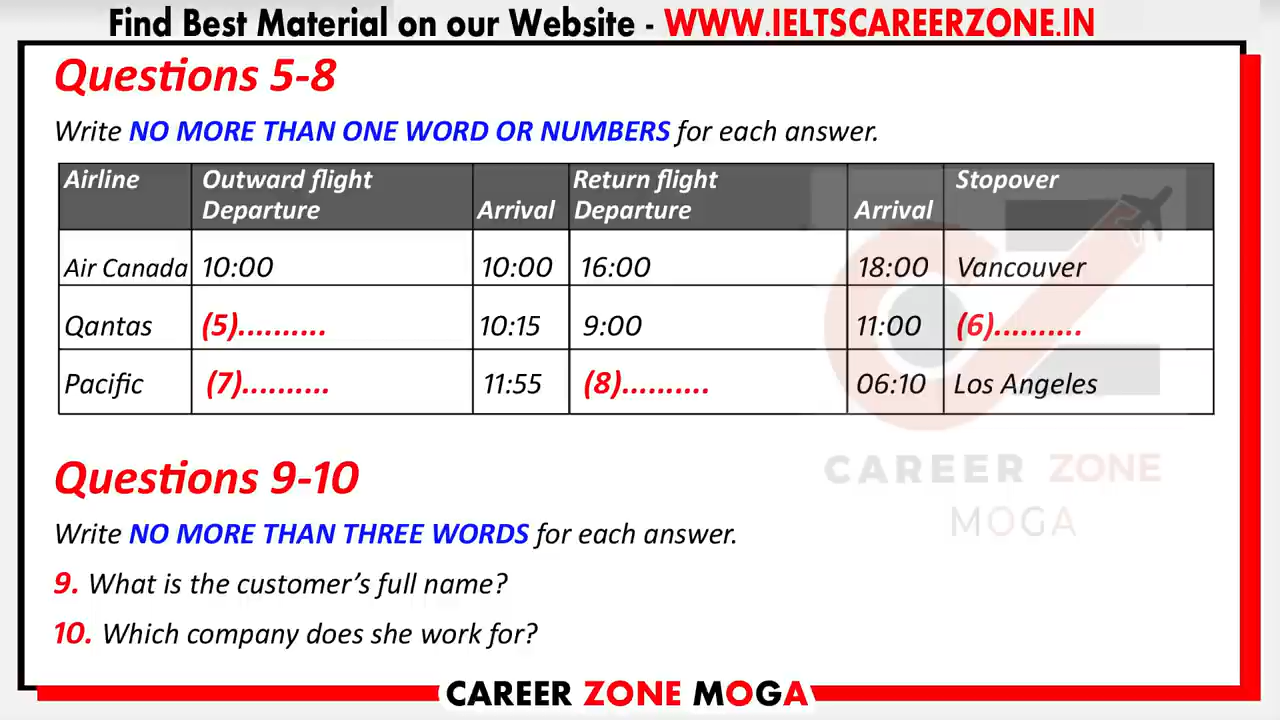 Find Best Material on our Website - WWW.IELTSCAREERZONE.IN
Questions 5-8
Write NO MORE THAN ONE WORD OR NUMBERS for each answer.
Airline Outward flight Departure Arrival Return flight Departure Arrival Stopover
Air Canada 10:00 10:00 16:00 18:00 Vancouver
Qantas (5).......... 10:15 9:00 11:00 (6)..........
Pacific (7).......... 11:55 (8).......... 06:10 Los Angeles
CAREER ZONE
MOGA
Questions 9-10
Write NO MORE THAN THREE WORDS for each answer.
9. What is the customer's full name?
10. Which company does she work for?
CAREER ZONE MOGA